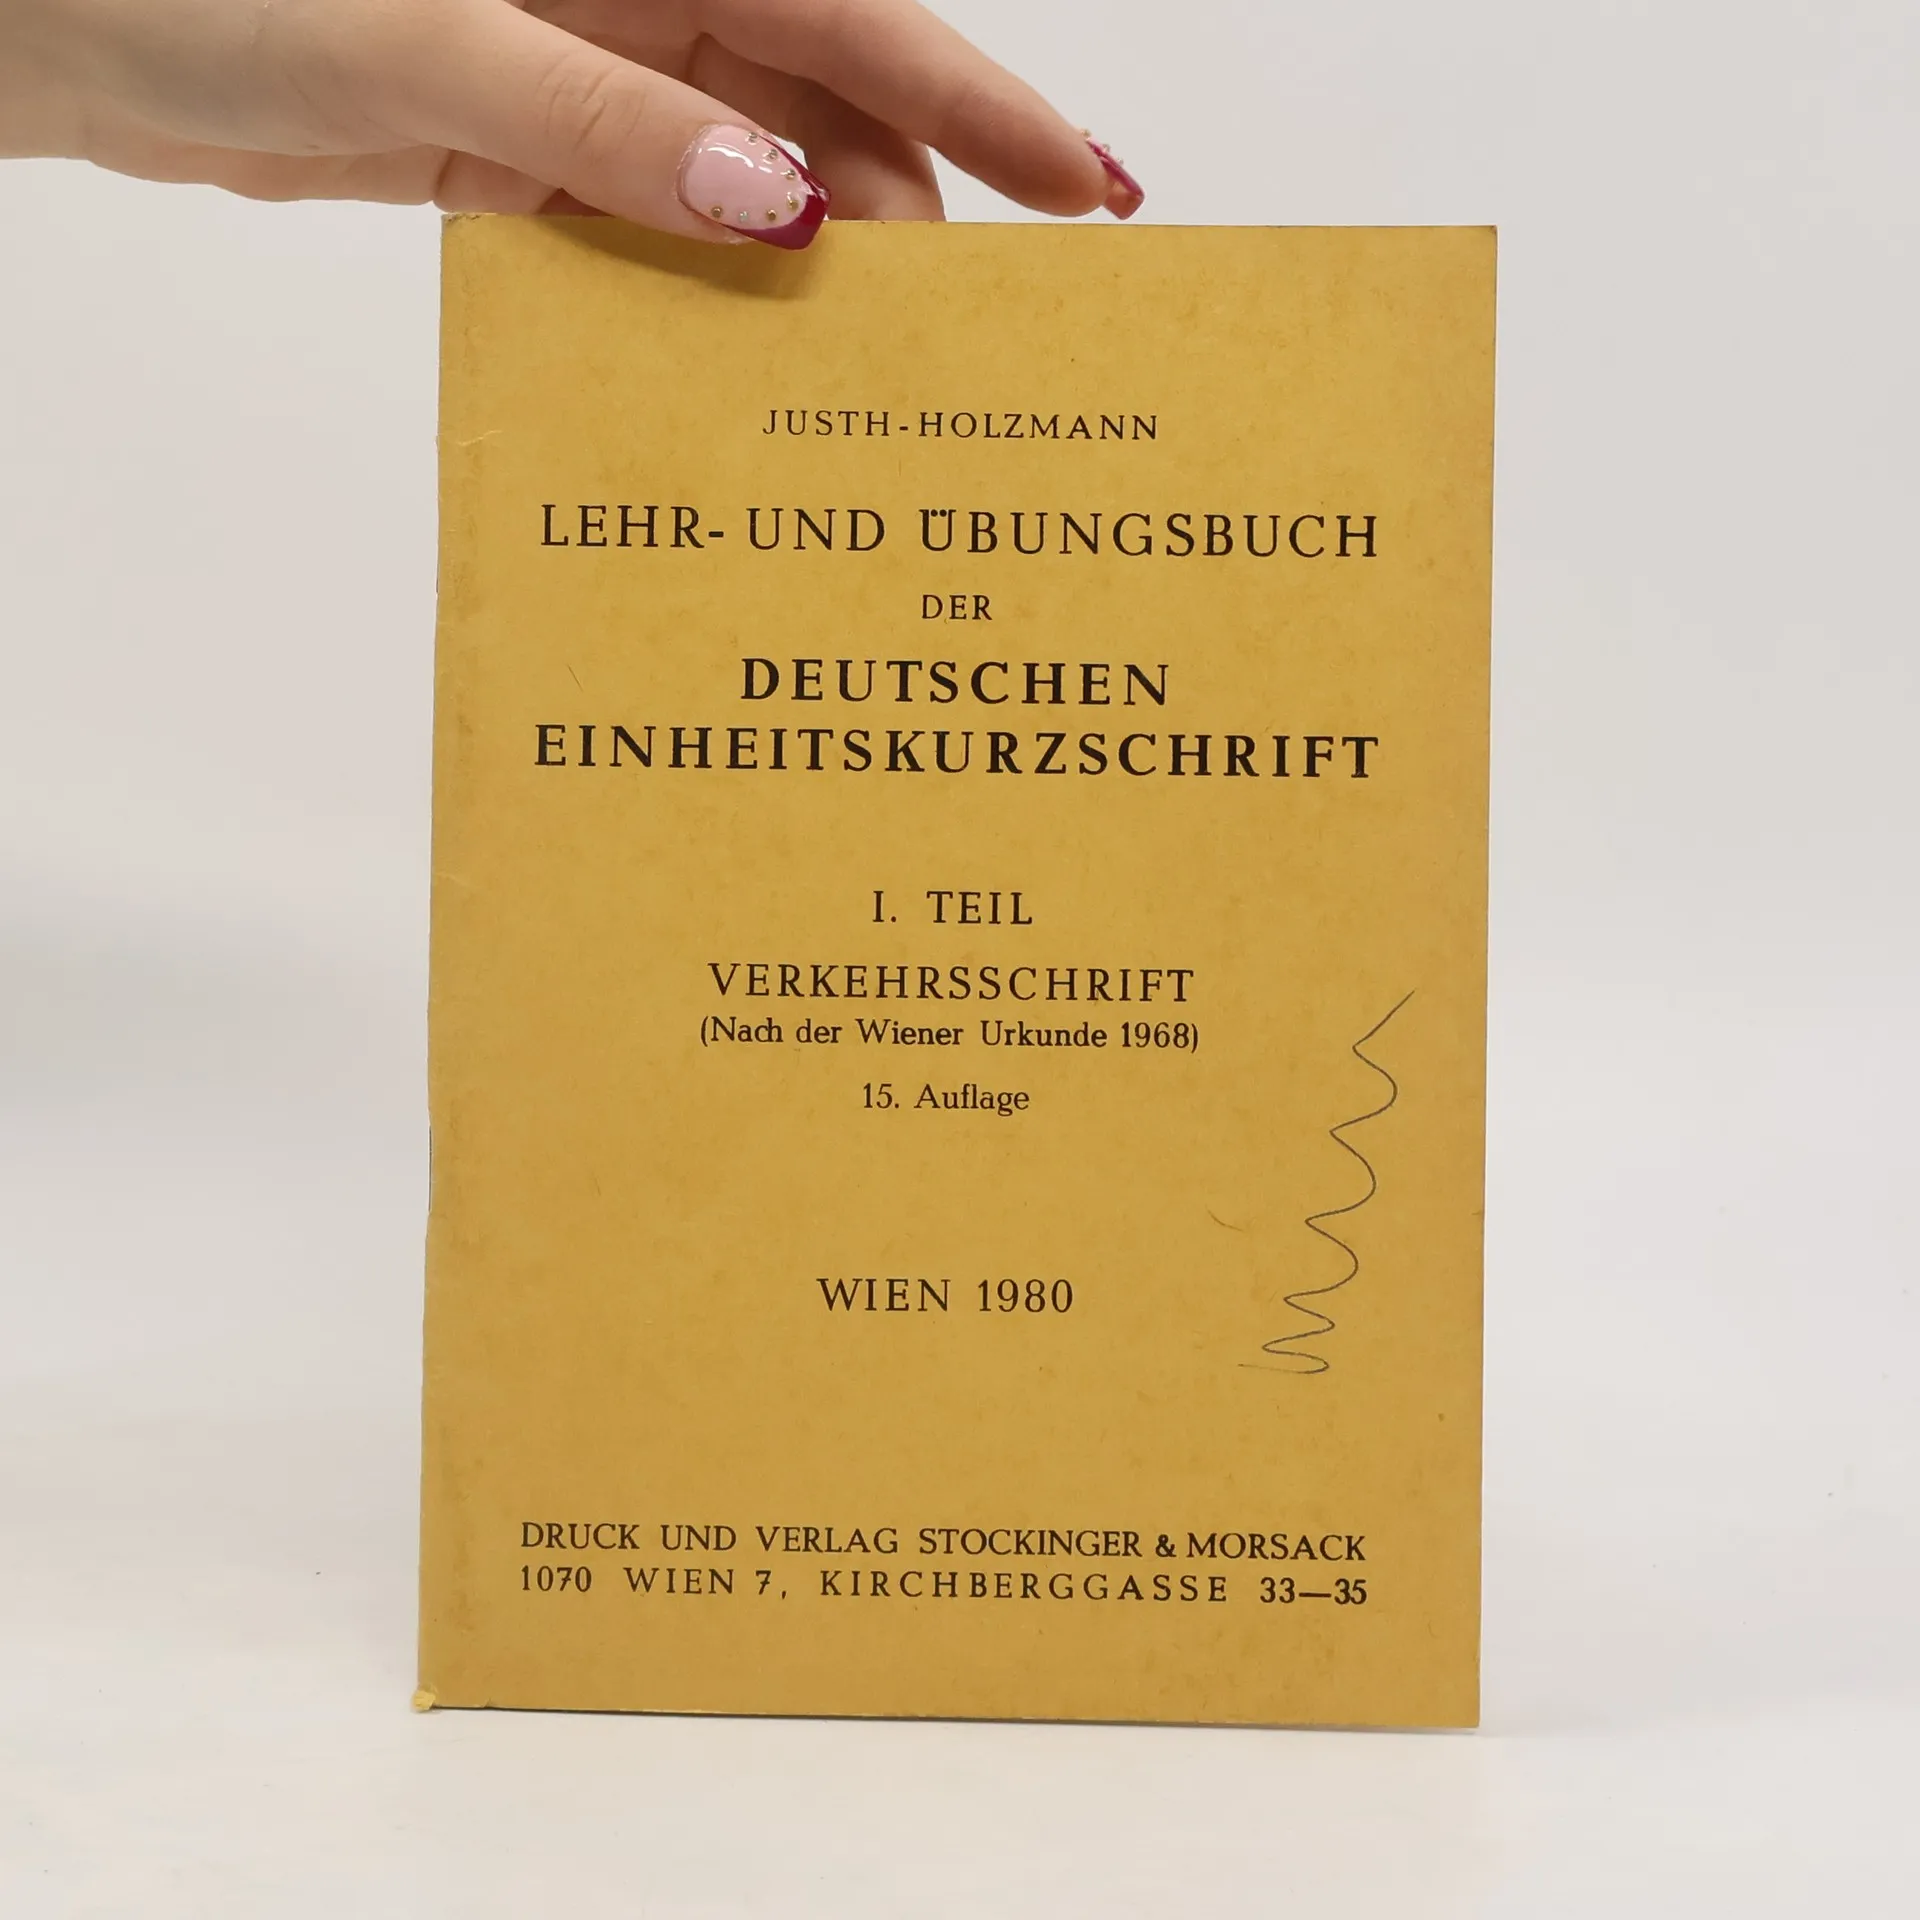 JUSTH-HOLZMANN
LEHR- UND ÜBUNGSBUCH
DER
DEUTSCHEN
EINHEITSKURZSCHRIFT
I. TEIL
VERKEHRSSCHRIFT
(Nach der Wiener Urkunde 1968)
15. Auflage
WIEN 1980
DRUCK UND VERLAG STOCKINGER & MORSACK
1070 WIEN 7, KIRCHBERGGASSE 33—35